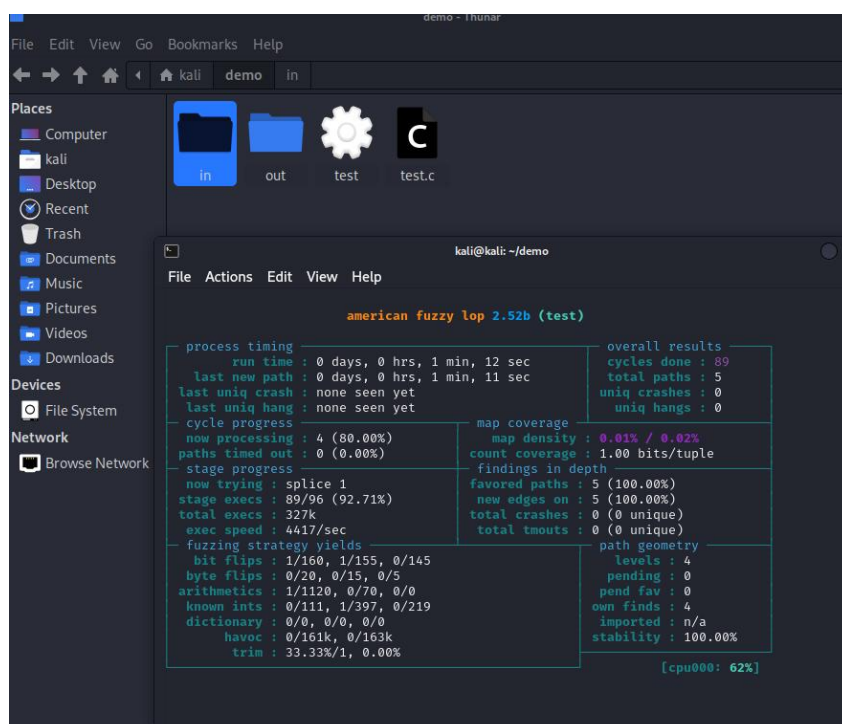 demo - Thunar
File Edit View Go Bookmarks Help
kali demo in
Places
Computer
kali
Desktop
Recent
Trash
Documents
Music
Pictures
Videos
Downloads
Devices
File System
Network
Browse Network
in out test test.c
C
kali@kali: ~/demo
File Actions Edit View Help
american fuzzy lop 2.52b (test)
process timing overall results
run time : 0 days, 0 hrs, 1 min, 12 sec cycles done : 89
last new path : 0 days, 0 hrs, 1 min, 11 sec total paths : 5
last uniq crash : none seen yet uniq crashes : 0
last uniq hang : none seen yet uniq hangs : 0
cycle progress map coverage
now processing : 4 (80.00%) map density : 0.01% / 0.02%
paths timed out : 0 (0.00%) count coverage : 1.00 bits/tuple
stage progress findings in depth
now trying : splice 1 favored paths : 5 (100.00%)
stage execs : 89/96 (92.71%) new edges on : 5 (100.00%)
total execs : 327k total crashes : 0 (0 unique)
exec speed : 4417/sec total tmouts : 0 (0 unique)
fuzzing strategy yields path geometry
bit flips : 1/160, 1/155, 0/145 levels : 4
byte flips : 0/20, 0/15, 0/5 pending : 0
arithmetics : 1/1120, 0/70, 0/0 pend fav : 0
known ints : 0/111, 1/397, 0/219 own finds : 4
dictionary : 0/0, 0/0, 0/0 imported : n/a
havoc : 0/161k, 0/163k stability : 100.00%
trim : 33.33%/1, 0.00%
[cpu000: 62%]